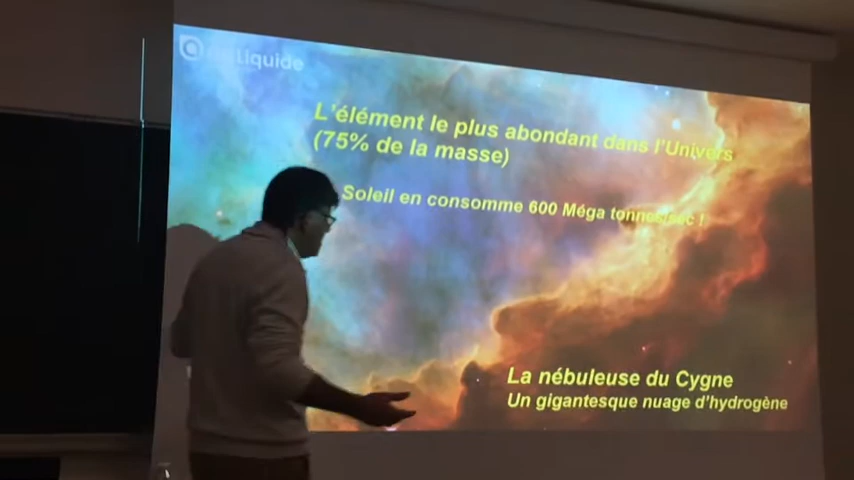 Liquide
L'élément le plus abondant dans l'Univers
(75% de la masse)
Soleil en consomme 600 Méga tonnes/sec !
La nébuleuse du Cygne
Un gigantesque nuage d'hydrogène